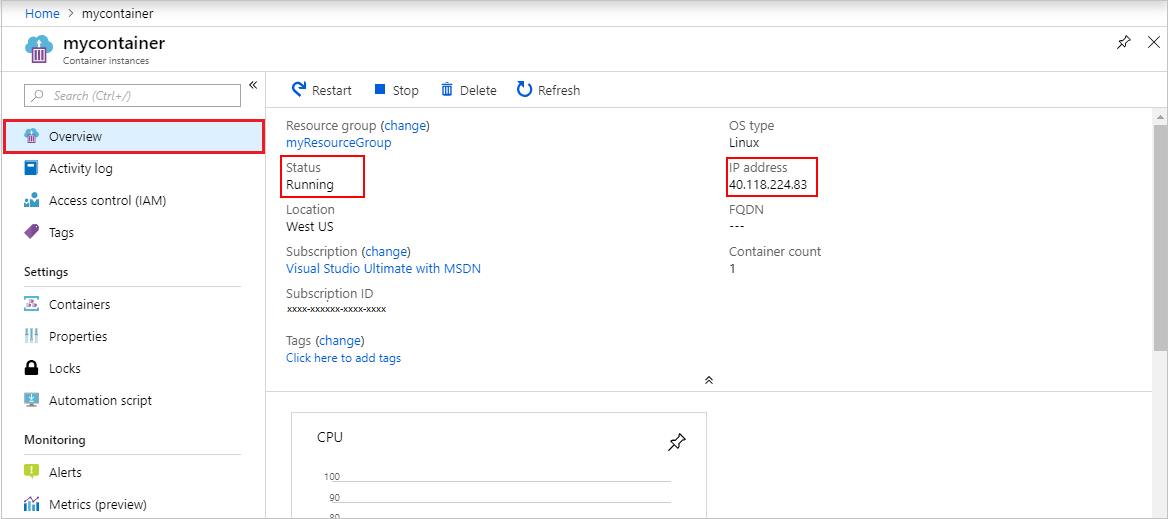 Home > mycontainer
mycontainer
Container instances
Search (Ctrl+/)
Overview
Activity log
Access control (IAM)
Tags
Settings
Containers
Properties
Locks
Automation script
Monitoring
Alerts
Metrics (preview)
Restart Stop Delete Refresh
Resource group (change)
myResourceGroup
Status
Running
Location
West US
Subscription (change)
Visual Studio Ultimate with MSDN
Subscription ID
xxxx-xxxxxx-xxxx-xxxx
Tags (change)
Click here to add tags
OS type
Linux
IP address
40.118.224.83
FQDN
---
Container count
1
CPU
100
90
80